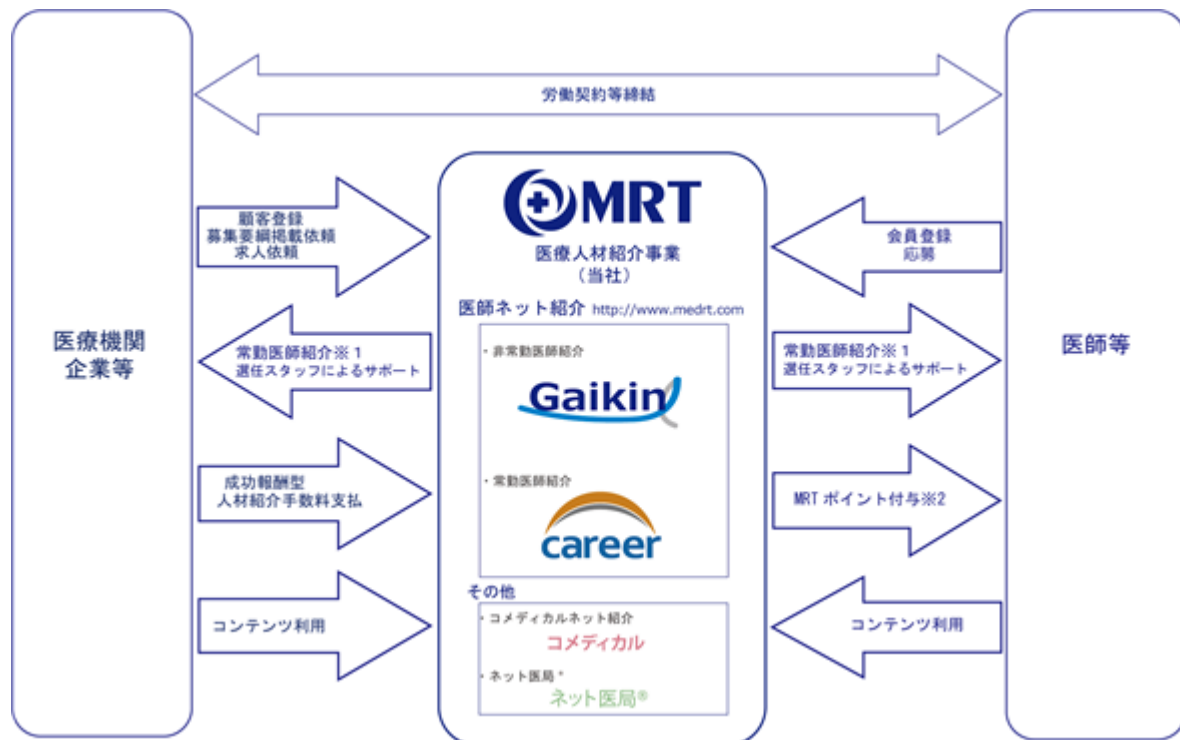 労働契約等締結
MRT
医療人材紹介事業
（当社）
顧客登録
募集要綱掲載依頼
求人依頼
会員登録
応募
医師ネット紹介 http://www.medrt.com
医療機関
企業等
医師等
常勤医師紹介※1
選任スタッフによるサポート
・非常勤医師紹介
Gaikin
常勤医師紹介※1
選任スタッフによるサポート
成功報酬型
人材紹介手数料支払
・常勤医師紹介
career
MRTポイント付与※2
その他
コンテンツ利用
・コメディカルネット紹介
コメディカル
・ネット医局®
ネット医局®
コンテンツ利用